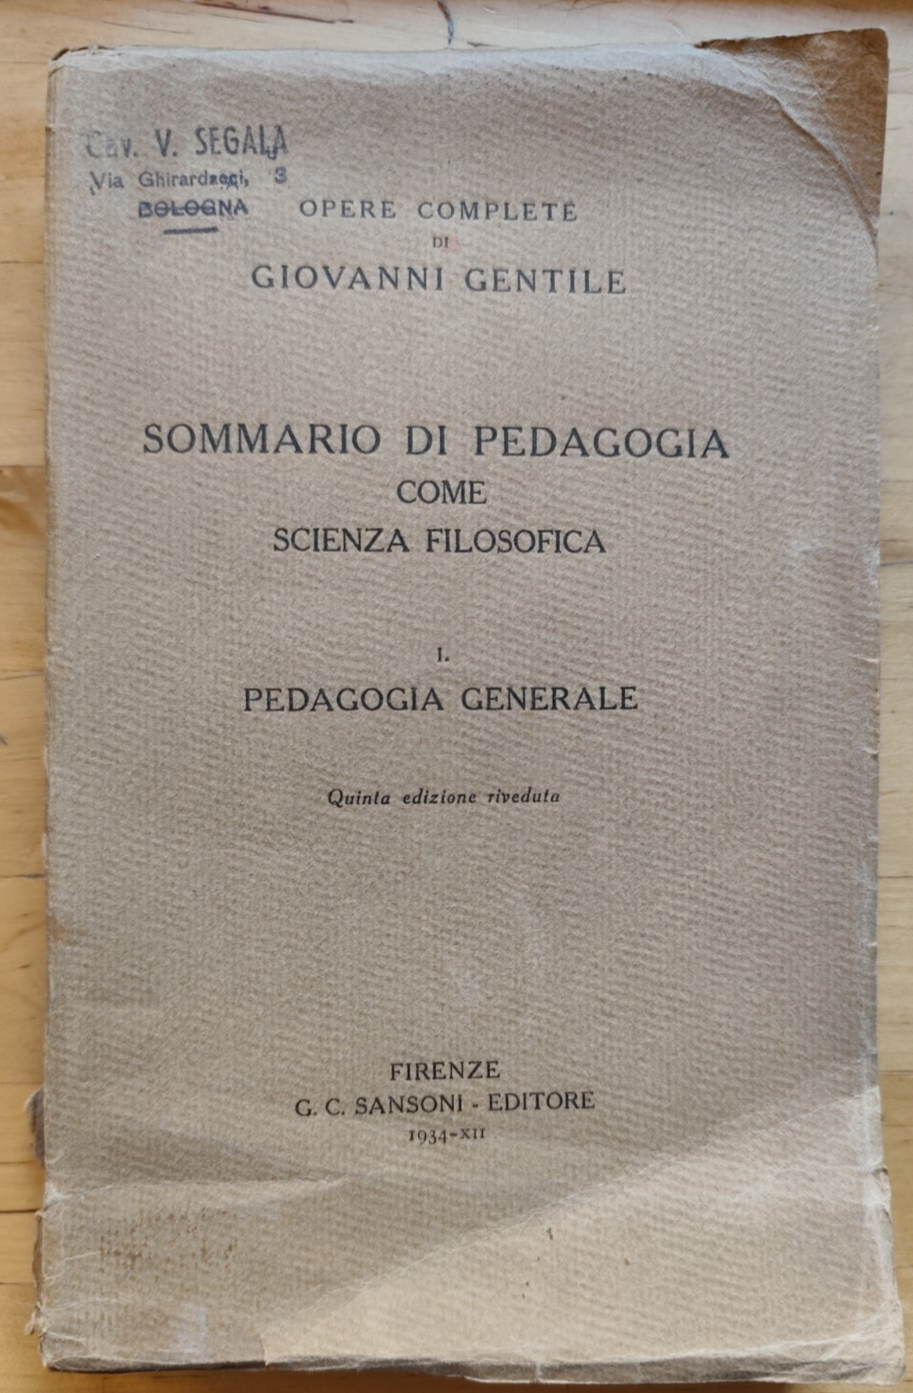 Cav. V. SEGALA
Via Ghirardacci, 3
BOLOGNA
OPERE COMPLETE
DI
GIOVANNI GENTILE
SOMMARIO DI PEDAGOGIA
COME
SCIENZA FILOSOFICA
I.
PEDAGOGIA GENERALE
Quinta edizione riveduta
FIRENZE
G. C. SANSONI - EDITORE
1934-XII